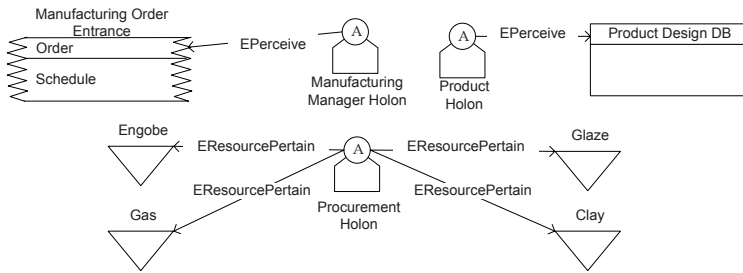 Manufacturing Order
Entrance
Order
Schedule
EPerceive
A
Manufacturing
Manager Holon
A
Product
Holon
EPerceive
Product Design DB
Engobe
EResourcePertain
A
EResourcePertain
Glaze
EResourcePertain
EResourcePertain
Gas
Procurement
Holon
Clay